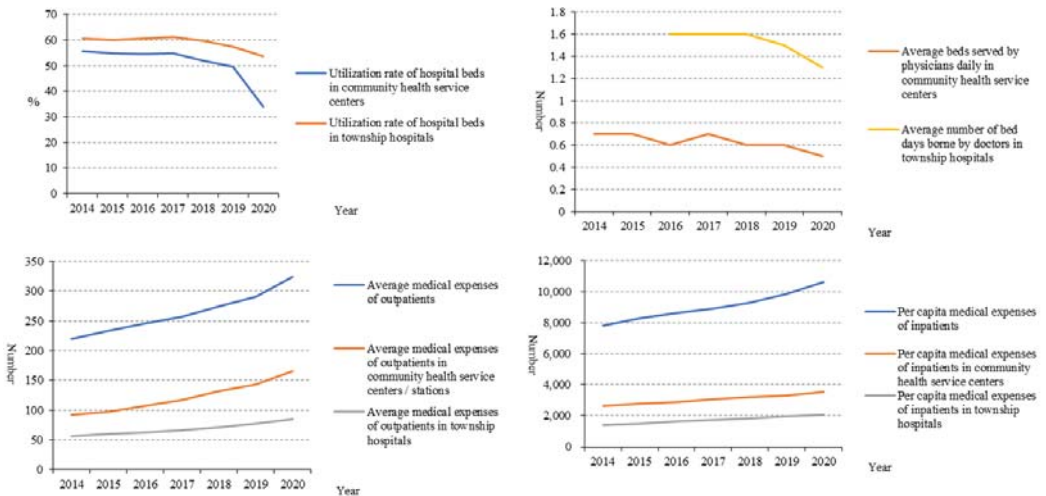 70
60
50
40
30
20
10
0
%
2014 2015 2016 2017 2018 2019 2020
Year
Utilization rate of hospital beds
in community health service
centers
Utilization rate of hospital beds
in township hospitals
1.8
1.6
1.4
1.2
1
0.8
0.6
0.4
0.2
0
Number
2014 2015 2016 2017 2018 2019 2020
Year
Average beds served by
physicians daily in
community health service
centers
Average number of bed
days borne by doctors in
township hospitals
350
300
250
200
150
100
50
0
Number
2014 2015 2016 2017 2018 2019 2020
Year
Average medical expenses
of outpatients
Average medical expenses
of outpatients in
community health service
centers / stations
Average medical expenses
of outpatients in township
hospitals
12,000
10,000
8,000
6,000
4,000
2,000
0
Number
2014 2015 2016 2017 2018 2019 2020
Year
Per capita medical expenses
of inpatients
Per capita medical expenses
of inpatients in community
health service centers
Per capita medical expenses
of inpatients in township
hospitals